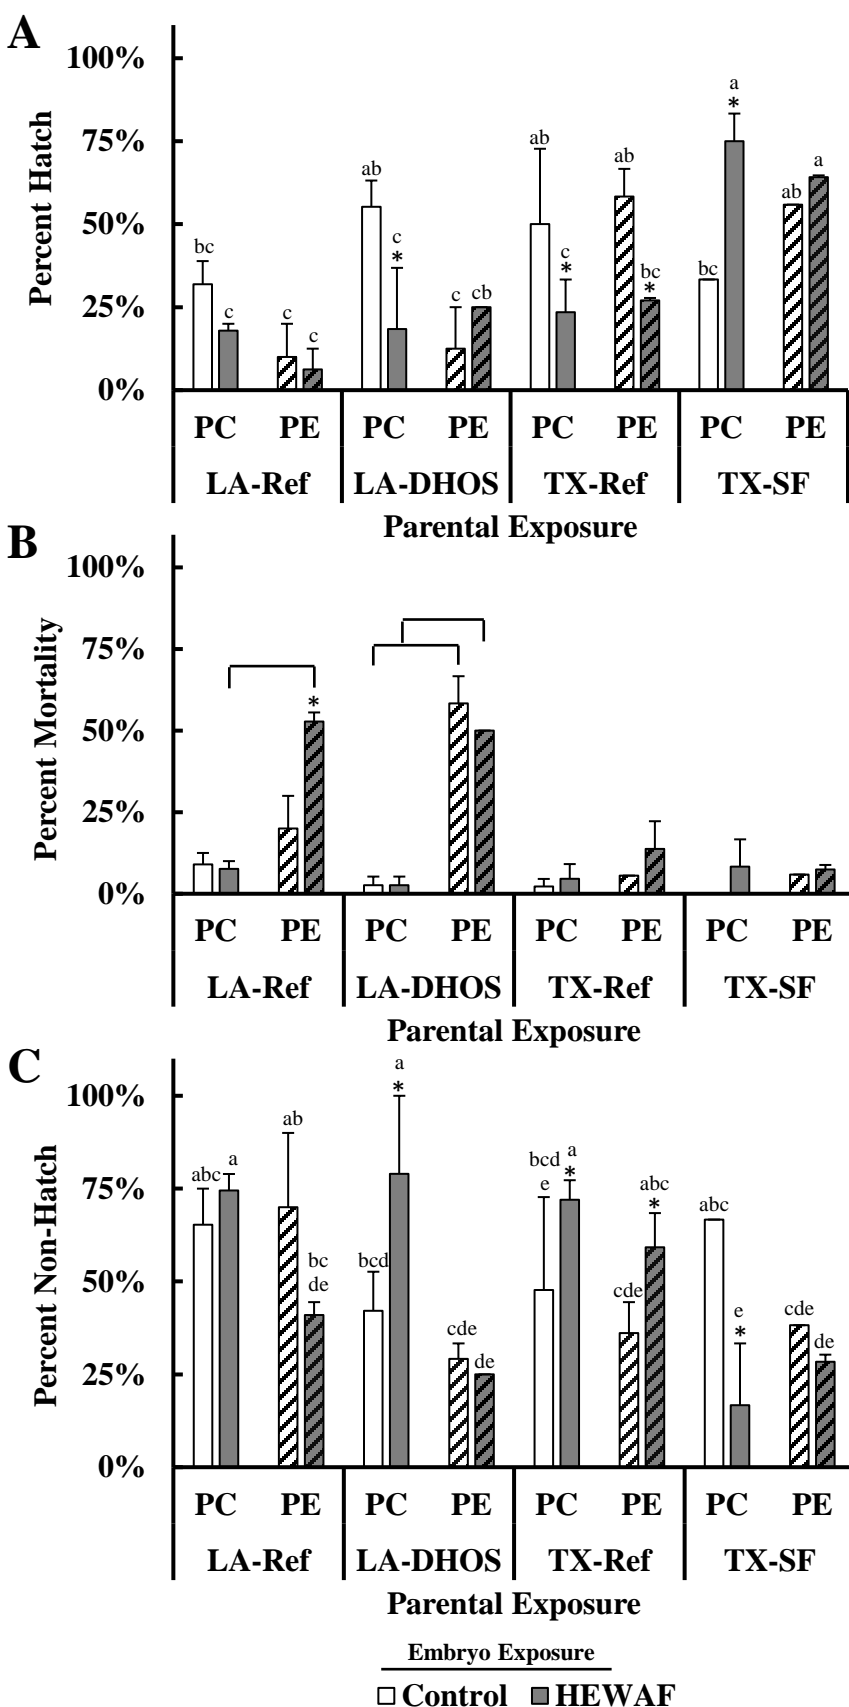 A
100%
75%
50%
25%
0%
Percent Hatch
bc c c c ab c * c cb ab c * ab bc * bc a * ab a
PC PE PC PE PC PE PC PE
LA-Ref LA-DHOS TX-Ref TX-SF
Parental Exposure
B
100%
75%
50%
25%
0%
Percent Mortality
*
PC PE PC PE PC PE PC PE
LA-Ref LA-DHOS TX-Ref TX-SF
Parental Exposure
C
100%
75%
50%
25%
0%
Percent Non-Hatch
abc a ab bc de bcd a * cde de bcd e a * cde abc * abc e * cde de
PC PE PC PE PC PE PC PE
LA-Ref LA-DHOS TX-Ref TX-SF
Parental Exposure
Embryo Exposure
Control HEWAF